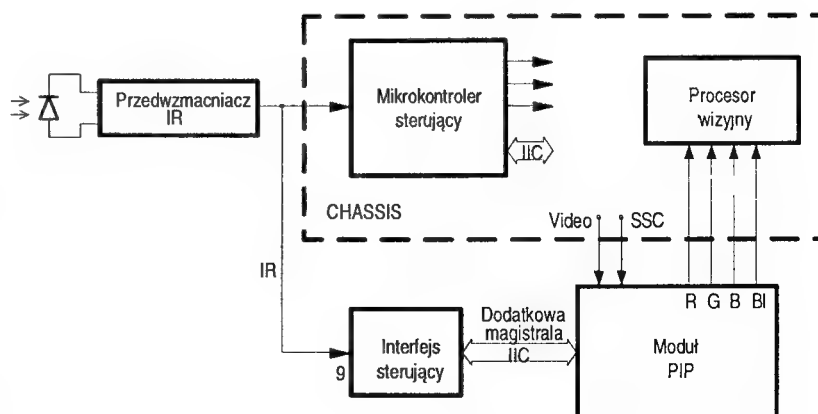 Przedwzmacniacz
IR
Mikrokontroler
sterujący
IIC
Procesor
wizyjny
CHASSIS
Video
SSC
IR
R G B BI
Dodatkowa
magistrala
IIC
9
Interfejs
sterujący
Moduł
PIP